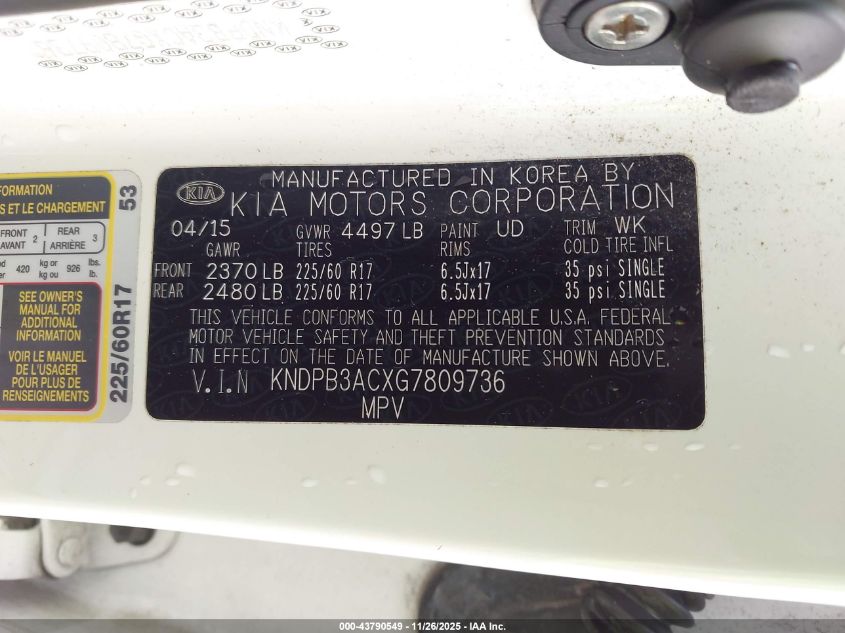 MANUFACTURED IN KOREA BY
KIA KIA MOTORS CORPORATION
04/15 GVWR 4497 LB PAINT UD TRIM WK
GAWR TIRES RIMS COLD TIRE INFL
FRONT 2370 LB 225/60 R17 6.5Jx17 35 psi SINGLE
REAR 2480 LB 225/60 R17 6.5Jx17 35 psi SINGLE
THIS VEHICLE CONFORMS TO ALL APPLICABLE U.S.A. FEDERAL
MOTOR VEHICLE SAFETY AND THEFT PREVENTION STANDARDS
IN EFFECT ON THE DATE OF MANUFACTURE SHOWN ABOVE.
V.I.N KNDPB3ACXG7809736
MPV
ET LE CHARGEMENT
FRONT 2 REAR 3
AVANT ARRIÈRE
420 kg or 926 lbs.
kg ou lb.
SEE OWNER'S
MANUAL FOR
ADDITIONAL
INFORMATION
VOIR LE MANUEL
DE L'USAGER
POUR PLUS DE
RENSEIGNEMENTS
53
225/60R17
000-43790549 - 11/26/2025 - IAA Inc.